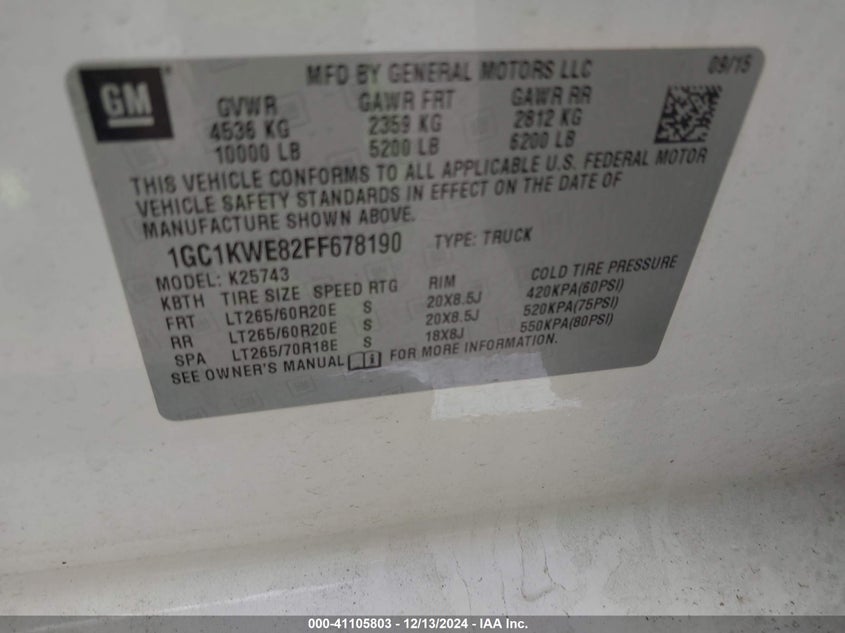 GM
MFD BY GENERAL MOTORS LLC 09/15
GVWR GAWR FRT GAWR RR
4536 KG 2359 KG 2812 KG
10000 LB 5200 LB 6200 LB
THIS VEHICLE CONFORMS TO ALL APPLICABLE U.S. FEDERAL MOTOR
VEHICLE SAFETY STANDARDS IN EFFECT ON THE DATE OF
MANUFACTURE SHOWN ABOVE.
1GC1KWE82FF678190 TYPE: TRUCK
MODEL: K25743
KBTH TIRE SIZE SPEED RTG RIM COLD TIRE PRESSURE
FRT LT265/60R20E S 20X8.5J 420KPA(60PSI)
RR LT265/60R20E S 20X8.5J 520KPA(75PSI)
SPA LT265/70R18E S 18X8J 550KPA(80PSI)
SEE OWNER'S MANUAL FOR MORE INFORMATION.
000-41105803 - 12/13/2024 - IAA Inc.